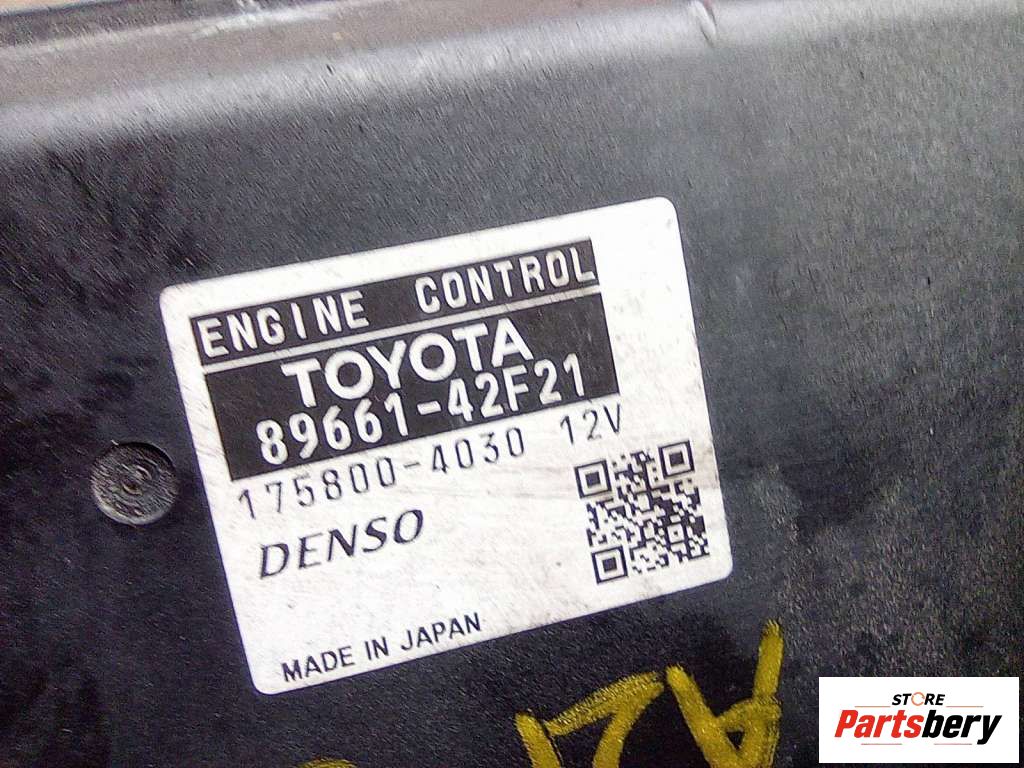 ENGINE CONTROL
TOYOTA
89661-42F21
175800-4030 12V
DENSO
MADE IN JAPAN
STORE
Partsbery